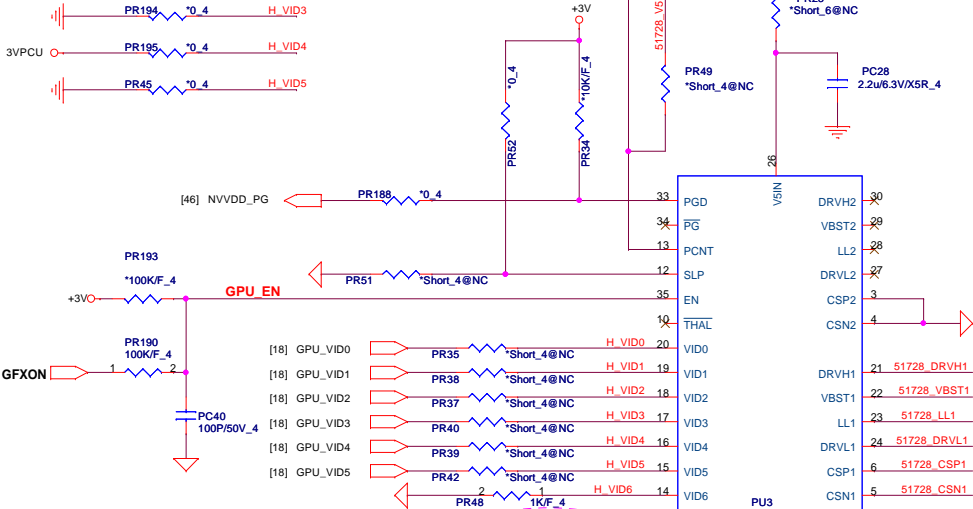 PR194 *0_4 H_VID3
+3V
51728_V5
*Short_6@NC
3VPCU PR195 *0_4 H_VID4
PR45 *0_4 H_VID5
*0_4
*10K/F_4
PR49
*Short_4@NC
PC28
2.2u/6.3V/X5R_4
PR52
PR34
26
V5IN
[46] NVVDD_PG PR188 *0_4 33 PGD DRVH2 30
34 PG VBST2 29
13 PCNT LL2 28
PR51 *Short_4@NC 12 SLP DRVL2 27
PR193
*100K/F_4
+3V GPU_EN 35 EN CSP2 3
10 THAL CSN2 4
PR190
100K/F_4
GFXON 1 2
PC40
100P/50V_4
[18] GPU_VID0 PR35 *Short_4@NC H_VID0 20 VID0
[18] GPU_VID1 PR38 *Short_4@NC H_VID1 19 VID1 DRVH1 21 51728_DRVH1
[18] GPU_VID2 PR37 *Short_4@NC H_VID2 18 VID2 VBST1 22 51728_VBST1
[18] GPU_VID3 PR40 *Short_4@NC H_VID3 17 VID3 LL1 23 51728_LL1
[18] GPU_VID4 PR39 *Short_4@NC H_VID4 16 VID4 DRVL1 24 51728_DRVL1
[18] GPU_VID5 PR42 *Short_4@NC H_VID5 15 VID5 CSP1 6 51728_CSP1
PR48 2 1 1K/F_4 H_VID6 14 VID6 CSN1 5 51728_CSN1
PU3